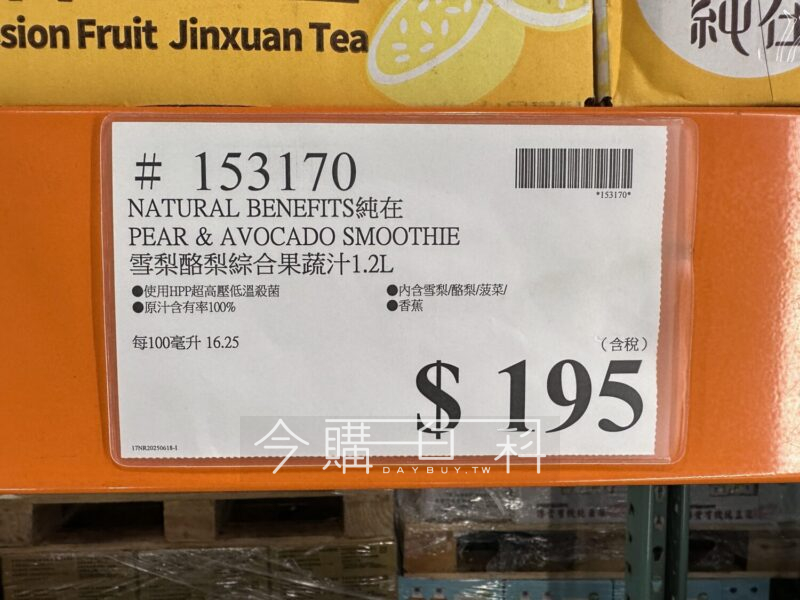 sion Fruit Jinxuan Tea
純在
# 153170
*153170*
NATURAL BENEFITS純在
PEAR & AVOCADO SMOOTHIE
雪梨酪梨綜合果蔬汁1.2L
●使用HPP超高壓低溫殺菌
●原汁含有率100%
●內含雪梨/酪梨/菠菜/
●香蕉
每100毫升 16.25
（含稅）
$ 195
17NR20250618-1
今購百科
DAYBUY.TW